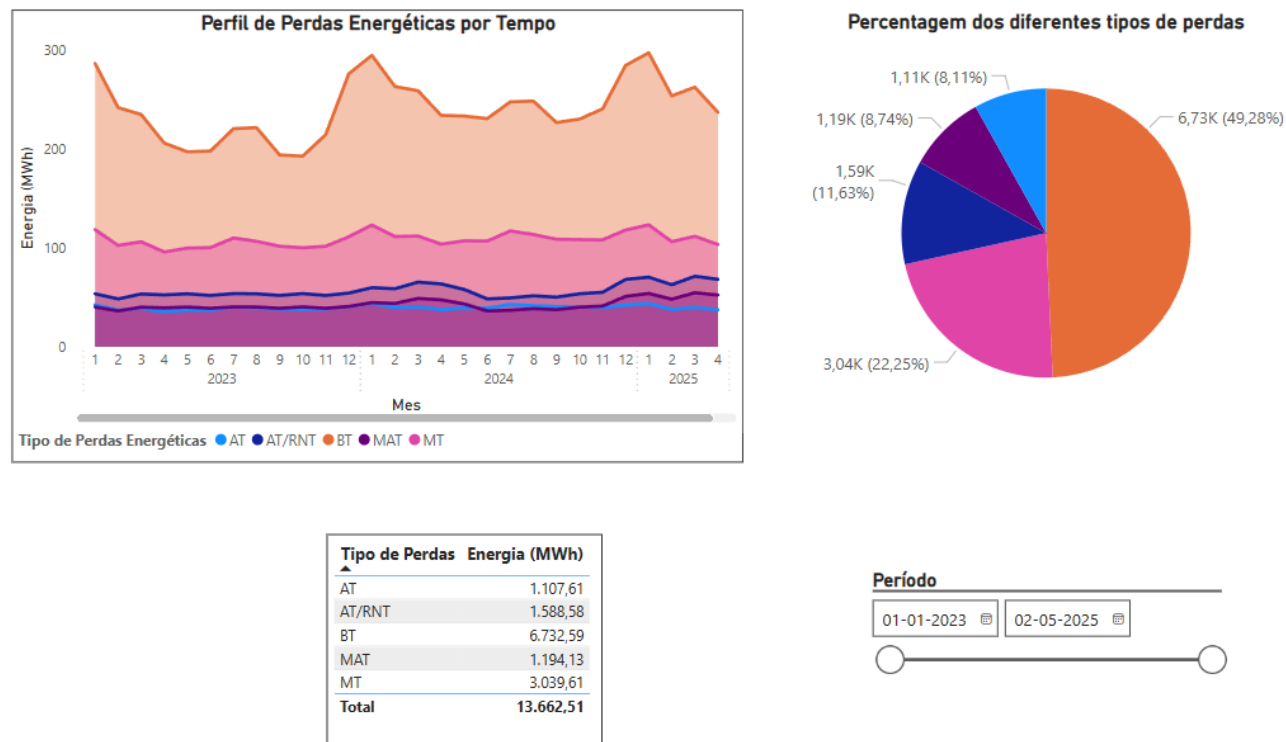 Perfil de Perdas Energéticas por Tempo
300
200
100
0
Energia (MWh)
1 2 3 4 5 6 7 8 9 10 11 12 1 2 3 4 5 6 7 8 9 10 11 12 1 2 3 4
2023 2024 2025
Mes
Tipo de Perdas Energéticas AT AT/RNT BT MAT MT
Percentagem dos diferentes tipos de perdas
1,11K (8,11%)
1,19K (8,74%)
6,73K (49,28%)
1,59K
(11,63%)
3,04K (22,25%)
Tipo de Perdas Energia (MWh)
AT 1.107,61
AT/RNT 1.588,58
BT 6.732,59
MAT 1.194,13
MT 3.039,61
Total 13.662,51
Período
01-01-2023 02-05-2025